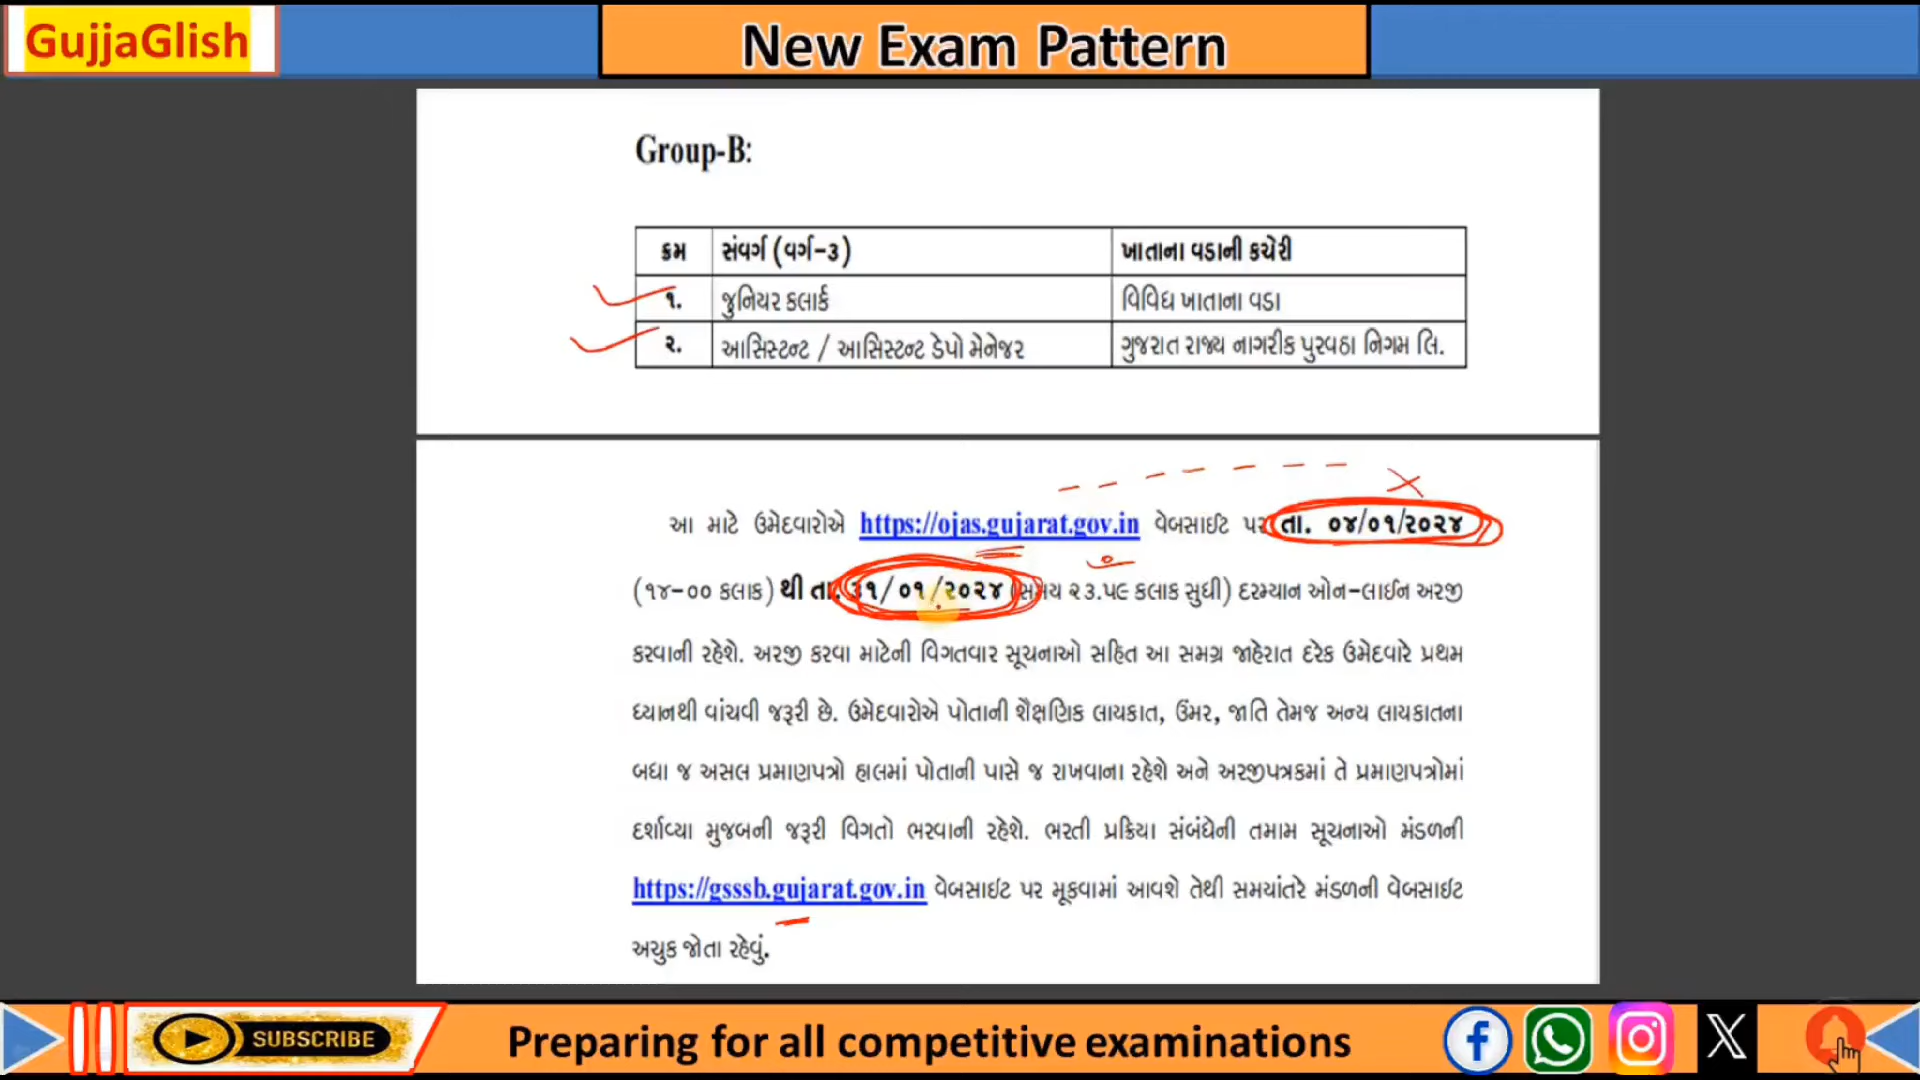 GujjaGlish
New Exam Pattern
Group-B:
ક્રમ સંવર્ગ (વર્ગ-૩) ખાતાના વડાની કચેરી
૧. જુનિયર કલાર્ક વિવિધ ખાતાના વડા
૨. આસિસ્ટન્ટ / આસિસ્ટન્ટ ડેપો મેનેજર ગુજરાત રાજ્ય નાગરીક પુરવઠા નિગમ લિ.
આ માટે ઉમેદવારોએ https://ojas.gujarat.gov.in વેબસાઈટ પર તા. ૦૪/૦૧/૨૦૨૪
(૧૪-૦૦ કલાક) થી તા. ૩૧/૦૧/૨૦૨૪ (સમય ૨૩.૫૯ કલાક સુધી) દરમ્યાન ઓન-લાઈન અરજી
કરવાની રહેશે. અરજી કરવા માટેની વિગતવાર સૂચનાઓ સહિત આ સમગ્ર જાહેરાત દરેક ઉમેદવારે પ્રથમ
ધ્યાનથી વાંચવી જરૂરી છે. ઉમેદવારોએ પોતાની શૈક્ષણિક લાયકાત, ઉંમર, જાતિ તેમજ અન્ય લાયકાતના
બધા જ અસલ પ્રમાણપત્રો હાલમાં પોતાની પાસે જ રાખવાના રહેશે અને અરજીપત્રકમાં તે પ્રમાણપત્રોમાં
દર્શાવ્યા મુજબની જરૂરી વિગતો ભરવાની રહેશે. ભરતી પ્રક્રિયા સંબંધેની તમામ સૂચનાઓ મંડળની
https://gsssb.gujarat.gov.in વેબસાઈટ પર મૂકવામાં આવશે તેથી સમયાંતરે મંડળની વેબસાઈટ
અચુક જોતા રહેવું.
SUBSCRIBE
Preparing for all competitive examinations